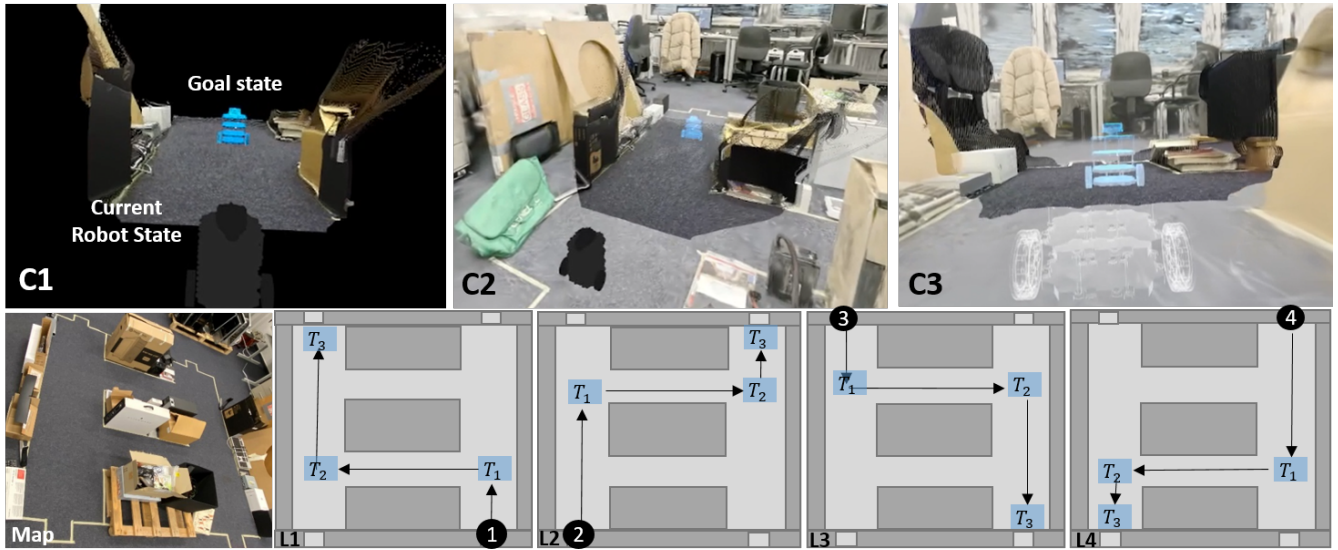 Goal state
Current
Robot State
C1
C2
C3
Map
T₃
T₂
T₁
L1
1
T₃
T₁
T₂
L2
2
3
T₁
T₂
T₃
L3
4
T₁
T₂
T₃
L4